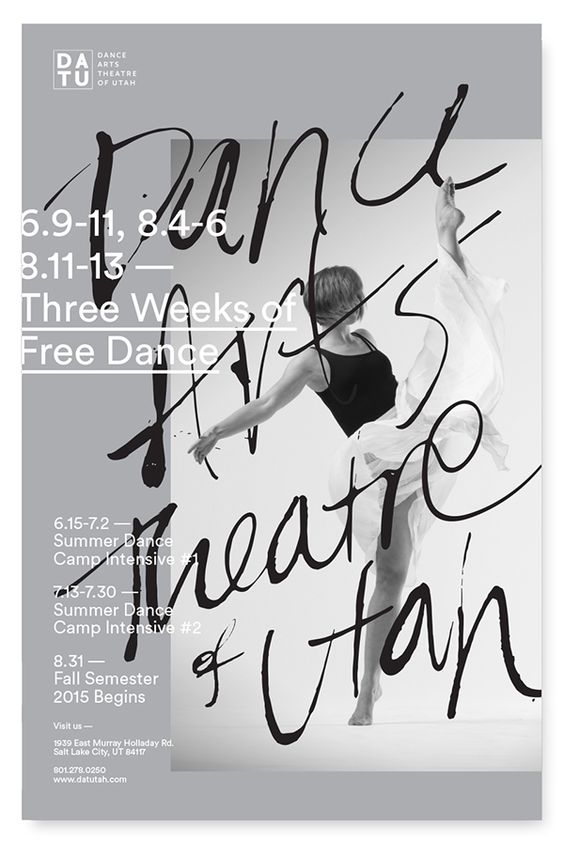 DA
TU
DANCE
ARTS
THEATRE
OF UTAH
Dance
Arts
Theatre
of Utah
6.9-11, 8.4-6
8.11-13 —
Three Weeks of
Free Dance
6.15-7.2 —
Summer Dance
Camp Intensive #1
7.13-7.30 —
Summer Dance
Camp Intensive #2
8.31 —
Fall Semester
2015 Begins
Visit us —
1939 East Murray Holladay Rd.
Salt Lake City, UT 84117
801.278.0250
www.datutah.com